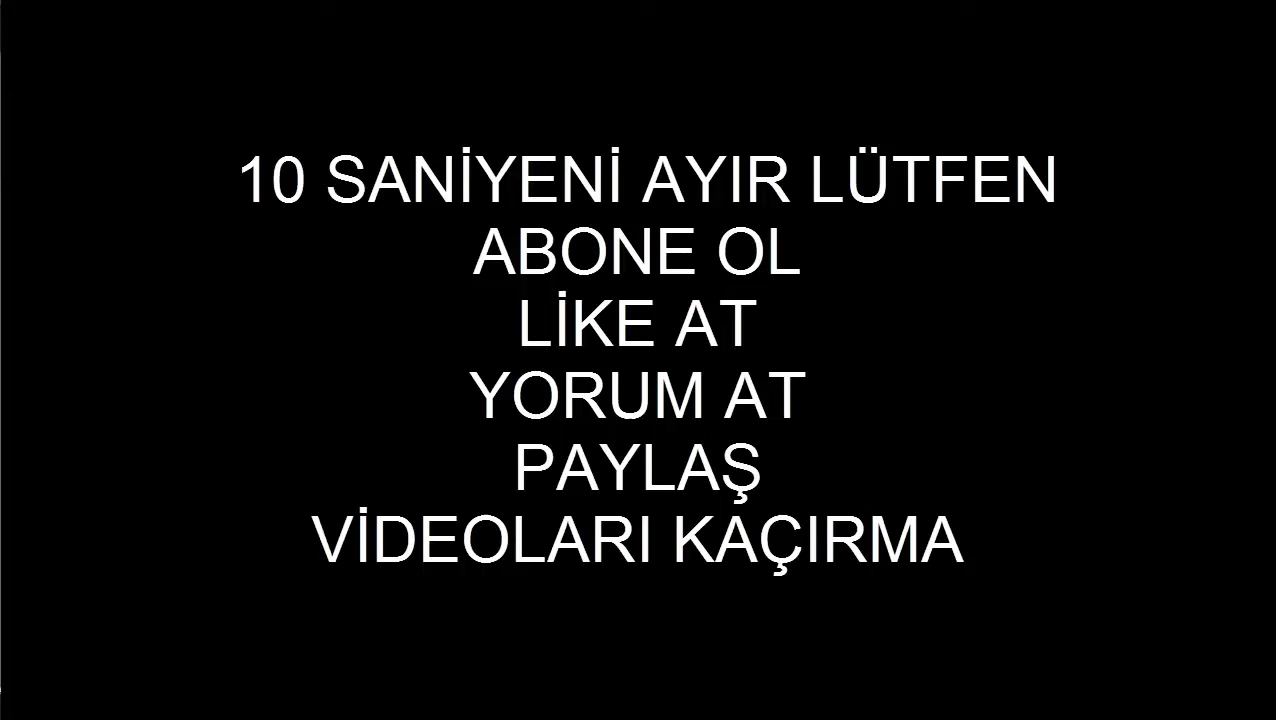 10 SANİYENİ AYIR LÜTFEN
ABONE OL
LİKE AT
YORUM AT
PAYLAŞ
VİDEOLARI KAÇIRMA